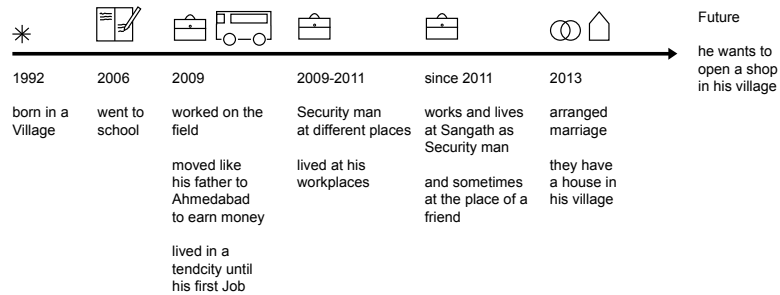 1992
born in a
Village
2006
went to
school
2009
worked on the
field
moved like
his father to
Ahmedabad
to earn money
lived in a
tendcity until
his first Job
2009-2011
Security man
at different places
lived at his
workplaces
since 2011
works and lives
at Sangath as
Security man
and sometimes
at the place of a
friend
2013
arranged
marriage
they have
a house in
his village
Future
he wants to
open a shop
in his village